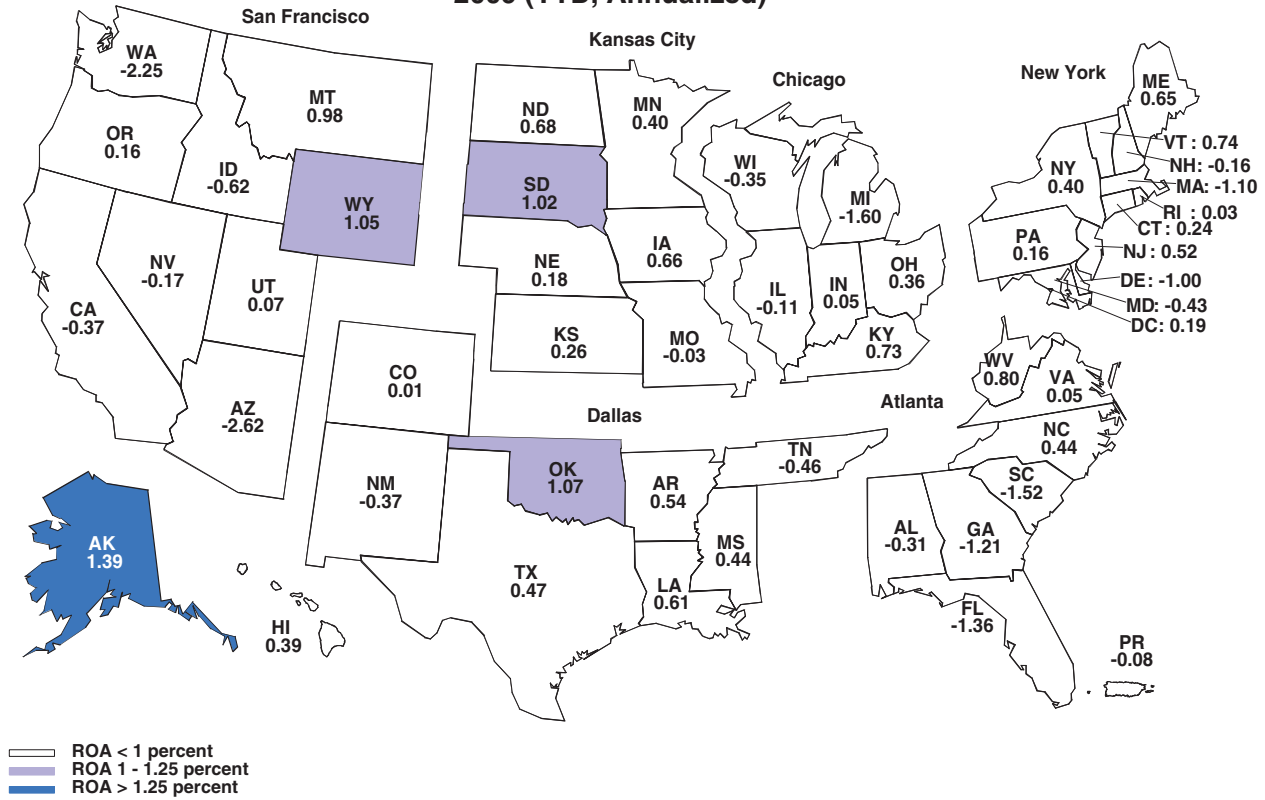 2009 (YTD, Annualized)
San Francisco
Kansas City
Chicago
New York
WA
-2.25
MT
0.98
OR
0.16
ID
-0.62
WY
1.05
NV
-0.17
UT
0.07
CA
-0.37
AZ
-2.62
AK
1.39
HI
0.39
ND
0.68
MN
0.40
SD
1.02
NE
0.18
IA
0.66
KS
0.26
MO
-0.03
CO
0.01
WI
-0.35
MI
-1.60
IL
-0.11
IN
0.05
OH
0.36
KY
0.73
ME
0.65
VT : 0.74
NH: -0.16
NY
0.40
MA: -1.10
RI : 0.03
CT: 0.24
PA
0.16
NJ : 0.52
DE: -1.00
MD: -0.43
DC: 0.19
Dallas
Atlanta
NM
-0.37
OK
1.07
AR
0.54
TN
-0.46
TX
0.47
LA
0.61
MS
0.44
WV
0.80
VA
0.05
NC
0.44
SC
-1.52
AL
-0.31
GA
-1.21
FL
-1.36
PR
-0.08
ROA < 1 percent
ROA 1 - 1.25 percent
ROA > 1.25 percent